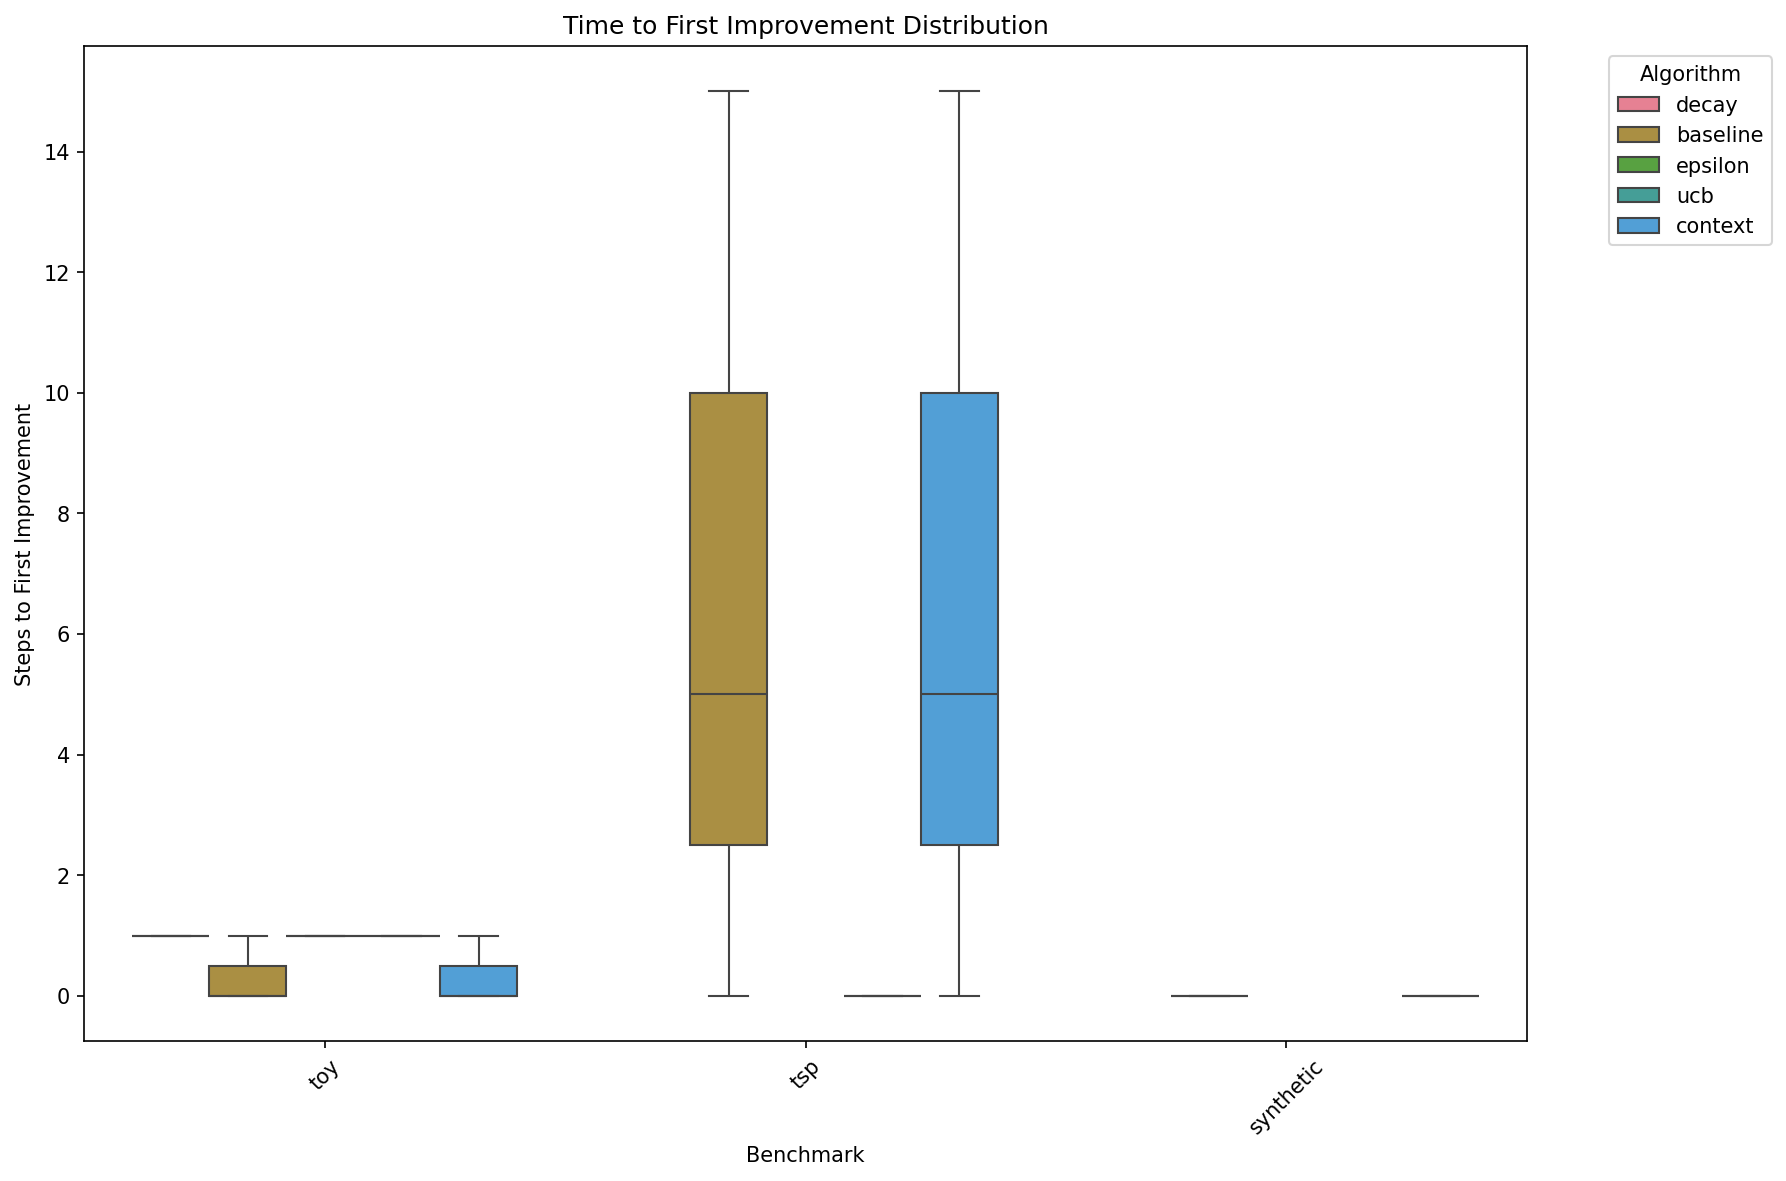 Time to First Improvement Distribution
Steps to First Improvement
14
12
10
8
6
4
2
0
toy
tsp
synthetic
Benchmark
Algorithm
decay
baseline
epsilon
ucb
context